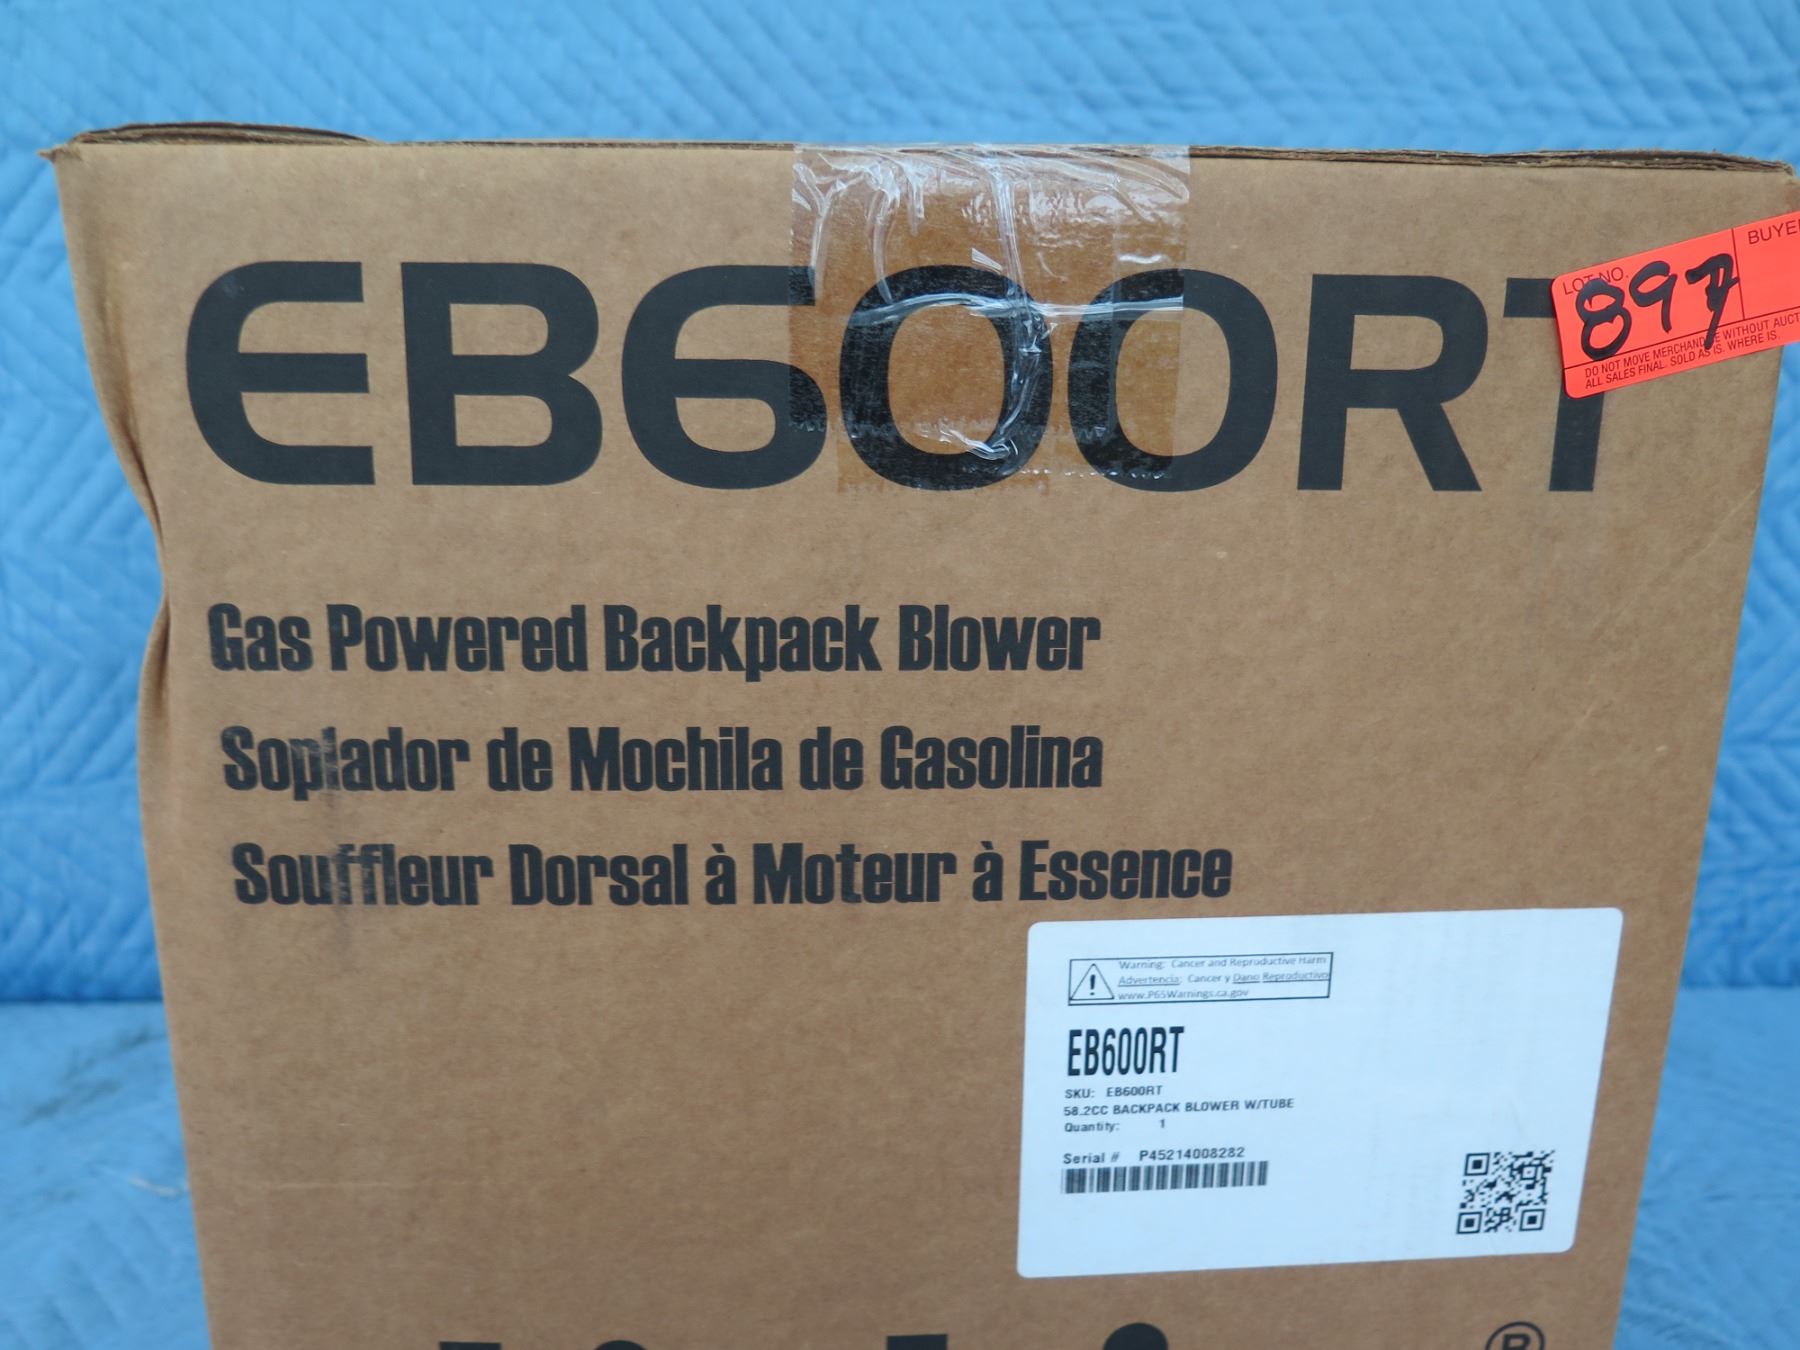 EB600RT
LOT NO.
897
BUYE
DO NOT MOVE MERCHANDISE WITHOUT AUCT
ALL SALES FINAL. SOLD AS IS. WHERE IS.
Gas Powered Backpack Blower
Soplador de Mochila de Gasolina
Souffleur Dorsal à Moteur à Essence
Warning: Cancer and Reproductive Harm
Advertencia: Cancer y Dano Reproductivo
www.P65Warnings.ca.gov
EB600RT
SKU: EB600RT
58.2CC BACKPACK BLOWER W/TUBE
Quantity: 1
Serial # P45214008282
®